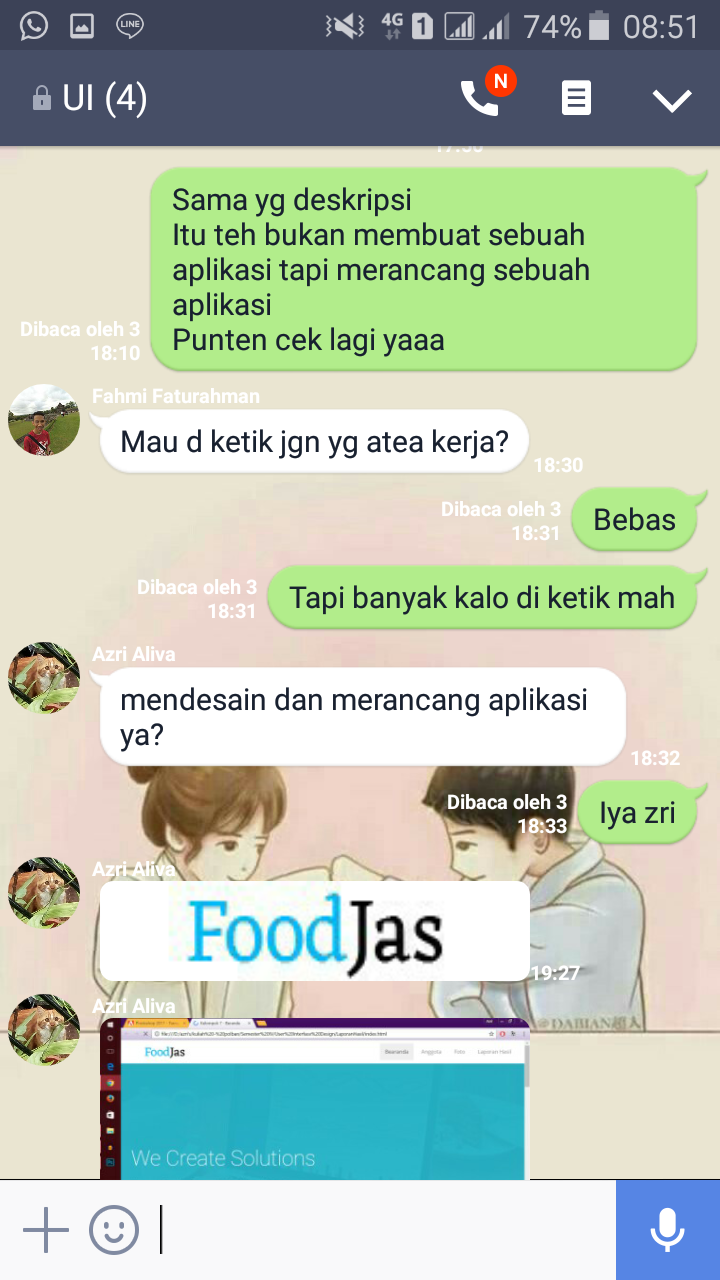 LINE
4G
1
74%
08:51
UI (4)
N
Sama yg deskripsi
Itu teh bukan membuat sebuah
aplikasi tapi merancang sebuah
aplikasi
Punten cek lagi yaaa
Dibaca oleh 3
18:10
Fahmi Faturahman
Mau d ketik jgn yg atea kerja?
18:30
Dibaca oleh 3
18:31
Bebas
Dibaca oleh 3
18:31
Tapi banyak kalo di ketik mah
Azri Aliva
mendesain dan merancang aplikasi
ya?
18:32
Dibaca oleh 3
18:33
Iya zri
Azri Aliva
FoodJas
19:27
Azri Aliva
FoodJas
Beranda
Anggota
Foto
Laporan Hasil
We Create Solutions